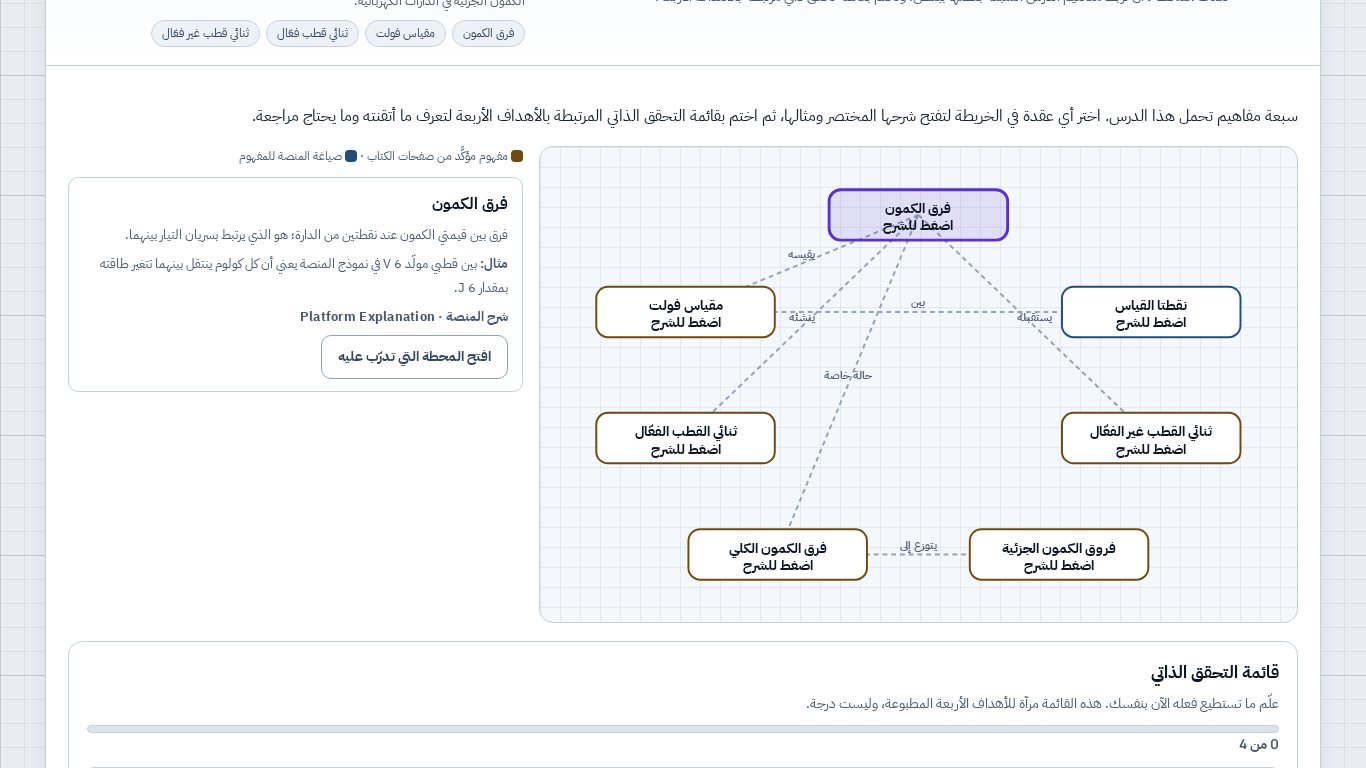 الكمون الجزئية في الدارات الكهربائية.
فرق الكمون
مقياس فولت
ثنائي قطب فعّال
ثنائي قطب غير فعّال
سبعة مفاهيم تحمل هذا الدرس. اختر أي عقدة في الخريطة لتفتح شرحها المختصر ومثالها، ثم اختم بقائمة التحقق الذاتي المرتبطة بالأهداف الأربعة لتعرف ما أتقنته وما يحتاج مراجعة.
فرق الكمون
اضغط للشرح
يقيسه
مقياس فولت
اضغط للشرح
بين
نقطتا القياس
اضغط للشرح
ينشئه
يستقبله
حالة خاصة
ثنائي القطب الفعّال
اضغط للشرح
ثنائي القطب غير الفعّال
اضغط للشرح
فرق الكمون الكلي
اضغط للشرح
يتوزع إلى
فروق الكمون الجزئية
اضغط للشرح
مفهوم مؤكَّد من صفحات الكتاب · صياغة المنصة للمفهوم
فرق الكمون
فرق بين قيمتي الكمون عند نقطتين من الدارة؛ هو الذي يرتبط بسريان التيار بينهما.
مثال: بين قطبي مولّد 6 V في نموذج المنصة يعني أن كل كولوم ينتقل بينهما تتغير طاقته
بمقدار 6 J.
شرح المنصة · Platform Explanation
افتح المحطة التي تدرّب عليه
قائمة التحقق الذاتي
علّم ما تستطيع فعله الآن بنفسك. هذه القائمة مرآة للأهداف الأربعة المطبوعة، وليست درجة.
0 من 4